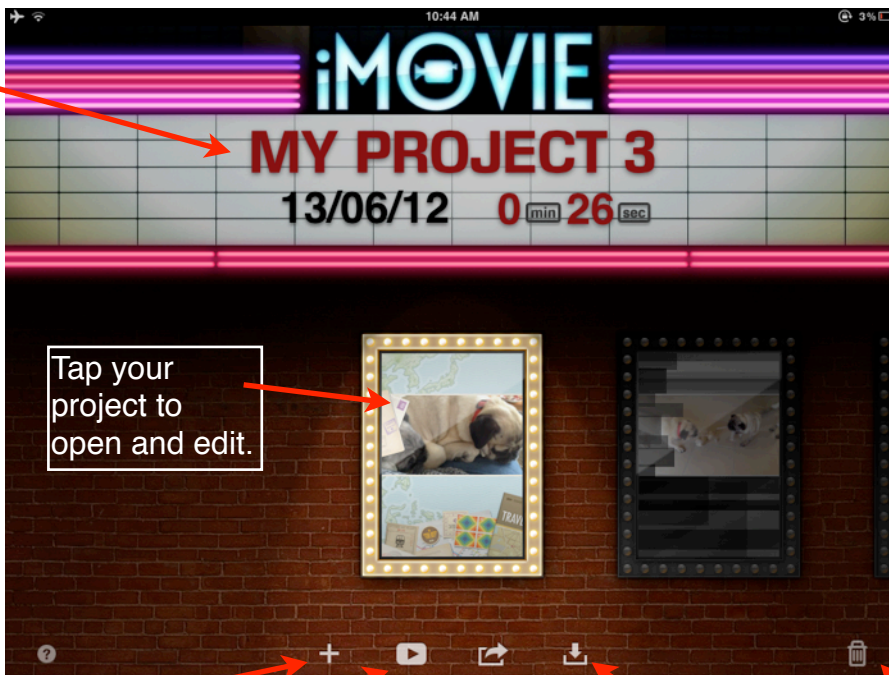 10:44 AM
3%
iMOVIE
MY PROJECT 3
13/06/12 0 min 26 sec
Tap your
project to
open and edit.
TRAVEL
?